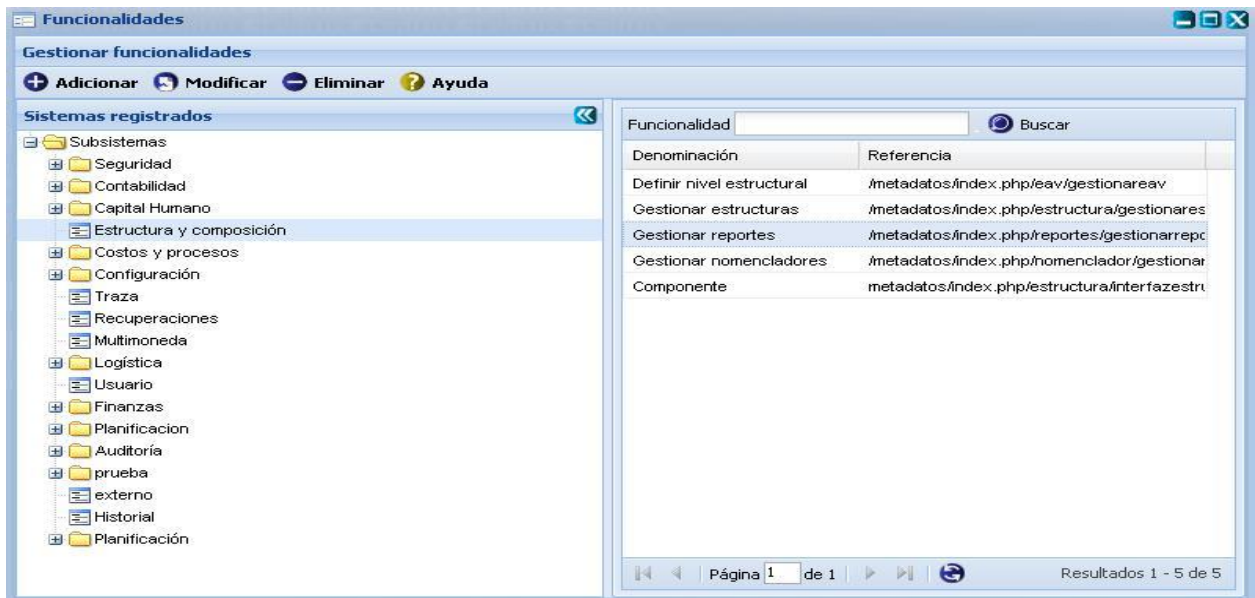 Funcionalidades
Gestionar funcionalidades
Adicionar Modificar Eliminar Ayuda
Sistemas registrados
Subsistemas
Seguridad
Contabilidad
Capital Humano
Estructura y composición
Costos y procesos
Configuración
Traza
Recuperaciones
Multimoneda
Logística
Usuario
Finanzas
Planificacion
Auditoría
prueba
externo
Historial
Planificación
Funcionalidad Buscar
Denominación Referencia
Definir nivel estructural /metadatos/index.php/eav/gestionareav
Gestionar estructuras /metadatos/index.php/estructura/gestionares
Gestionar reportes /metadatos/index.php/reportes/gestionarrepo
Gestionar nomencladores /metadatos/index.php/nomenclador/gestionar
Componente metadatos/index.php/estructura/interfazestru
Página 1 de 1 Resultados 1 - 5 de 5